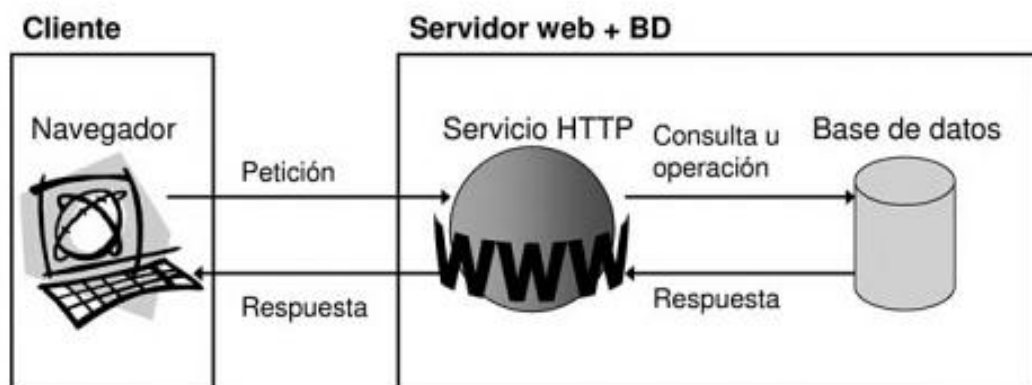 Cliente
Servidor web + BD
Navegador
Servicio HTTP
Consulta u
operación
Base de datos
Petición
WWW
Respuesta
Respuesta